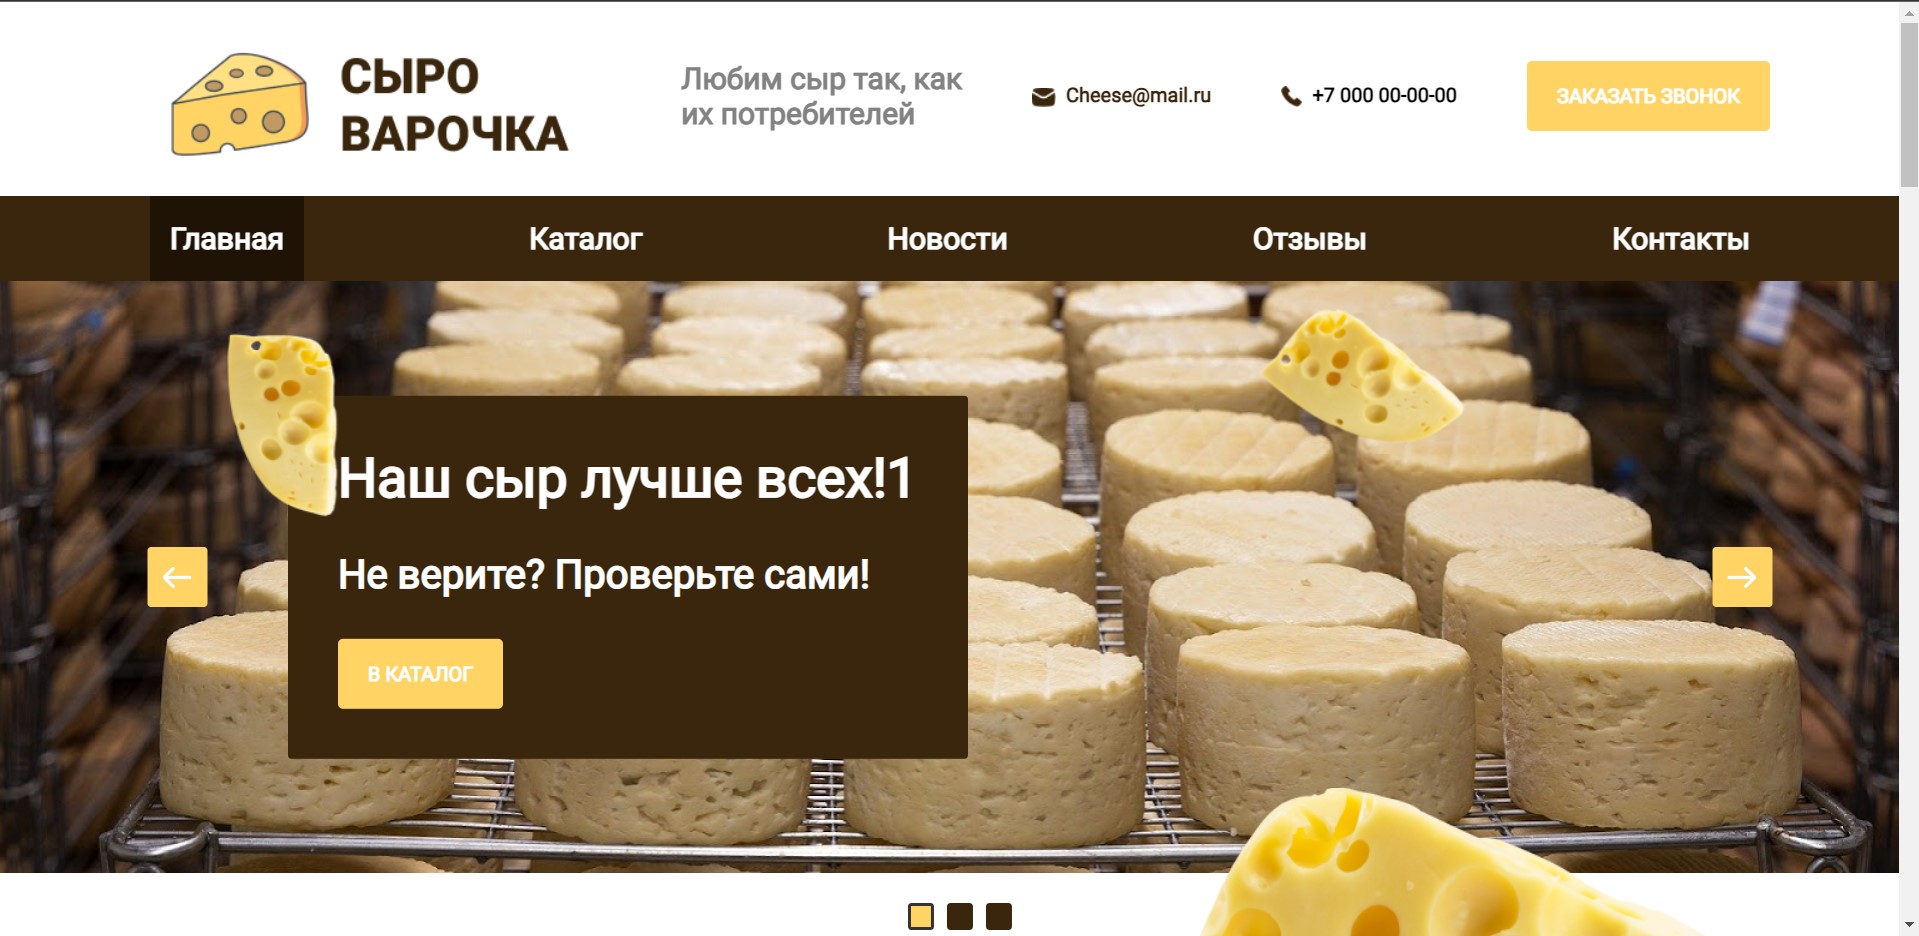 СЫРО
ВАРОЧКА
Любим сыр так, как
их потребителей
Cheese@mail.ru
+7 000 00-00-00
ЗАКАЗАТЬ ЗВОНОК
Главная
Каталог
Новости
Отзывы
Контакты
Наш сыр лучше всех!1
Не верите? Проверьте сами!
В КАТАЛОГ